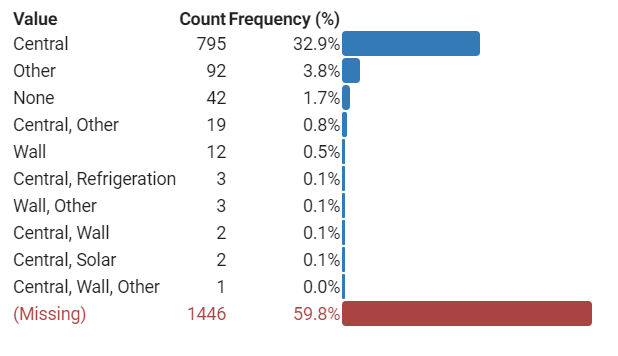 Value Count Frequency (%)
Central 795 32.9%
Other 92 3.8%
None 42 1.7%
Central, Other 19 0.8%
Wall 12 0.5%
Central, Refrigeration 3 0.1%
Wall, Other 3 0.1%
Central, Wall 2 0.1%
Central, Solar 2 0.1%
Central, Wall, Other 1 0.0%
(Missing) 1446 59.8%